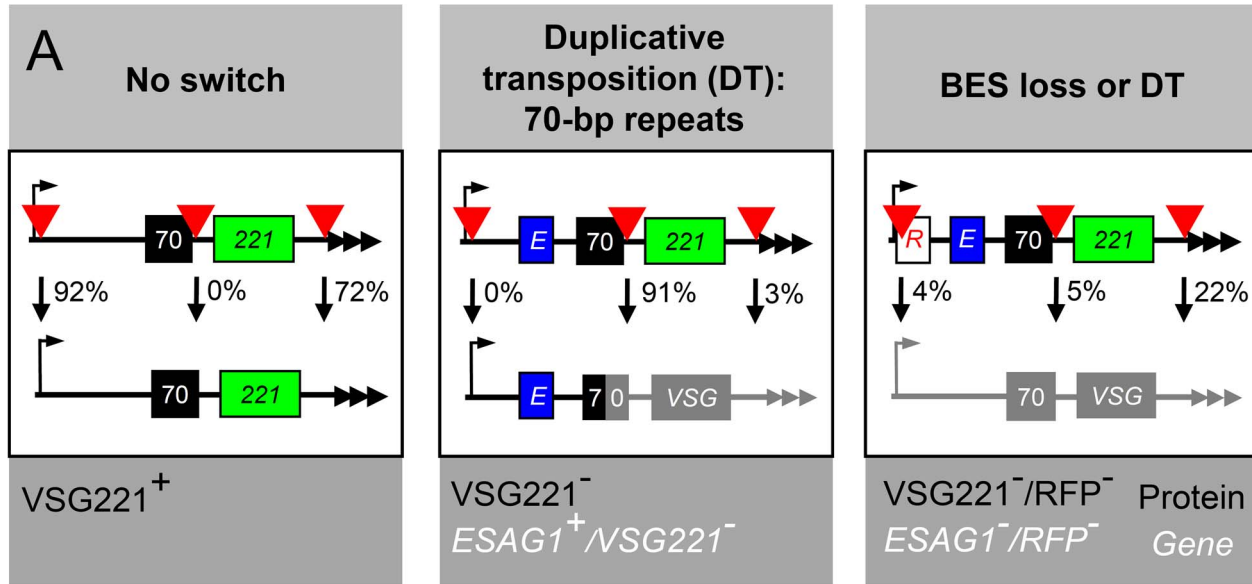 A
No switch
Duplicative
transposition (DT):
70-bp repeats
BES loss or DT
70 221
92% 0% 72%
70 221
E 70 221
0% 91% 3%
E 70 VSG
R E 70 221
4% 5% 22%
70 VSG
VSG221+
VSG221-
ESAG1+/VSG221-
VSG221-/RFP- Protein
ESAG1-/RFP- Gene